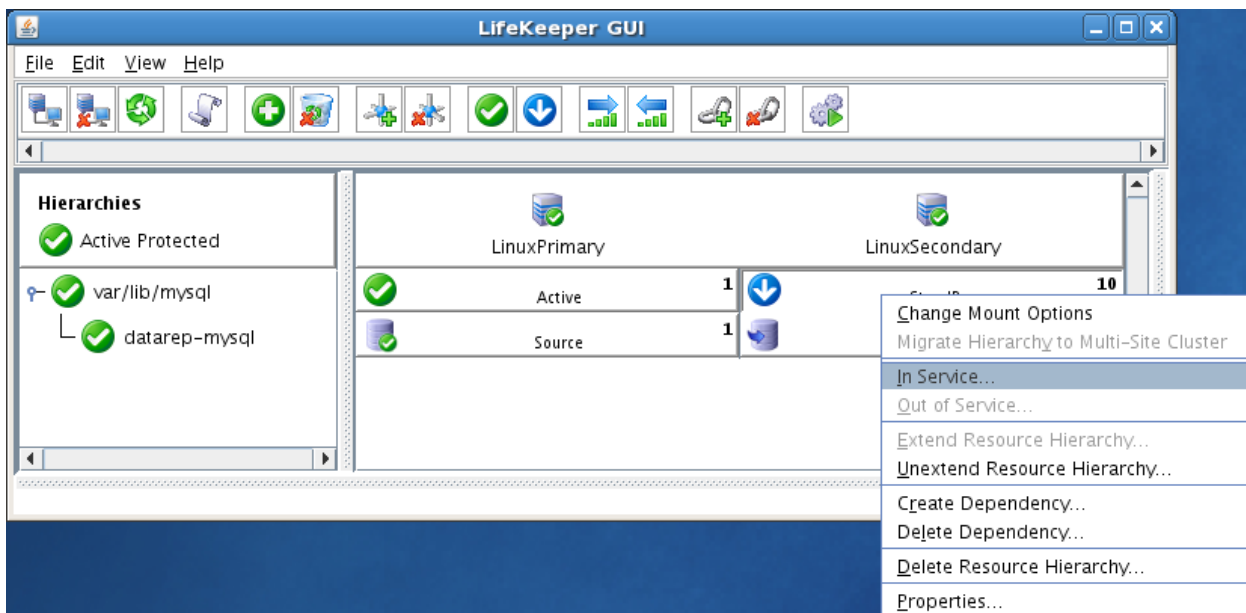 LifeKeeper GUI
File Edit View Help
Hierarchies
Active Protected
LinuxPrimary
LinuxSecondary
var/lib/mysql
Active
1
10
datarep-mysql
Source
1
Change Mount Options
Migrate Hierarchy to Multi-Site Cluster
In Service...
Out of Service...
Extend Resource Hierarchy...
Unextend Resource Hierarchy...
Create Dependency...
Delete Dependency...
Delete Resource Hierarchy...
Properties...